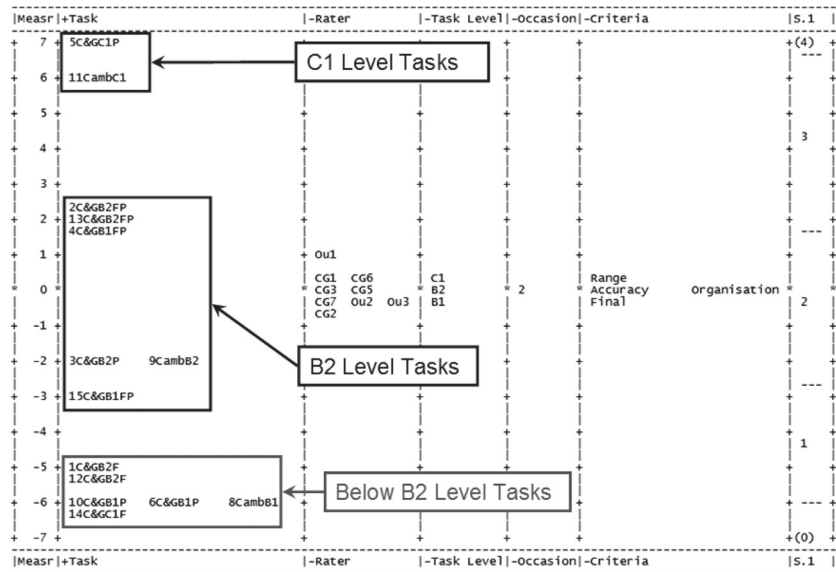 |Measr|+Task |-Rater |-Task Level|-Occasion|-Criteria |S.1 |
+ 7 + 5C&GC1P + + + + +(4) +
C1 Level Tasks ---
+ 6 + 11CambC1 + + + + + +
+ 5 + + + + + + +
3
+ 4 + + + + + + +
+ 3 + + + + + + +
2C&GB2FP
+ 2 + 13C&GB2FP + + + + + +
4C&GB1FP ---
+ 1 + + Ou1 + + + + +
CG1 CG6 C1 Range
* 0 * * CG3 CG5 * B2 * 2 * Accuracy Organisation * *
CG7 Ou2 Ou3 B1 Final 2
+ -1 + + CG2 + + + + +
+ -2 + 3C&GB2P 9CambB2 + + + + + +
B2 Level Tasks
---
+ -3 + 15C&GB1FP + + + + + +
+ -4 + + + + + + +
1
+ -5 + 1C&GB2F + + + + + +
12C&GB2F
Below B2 Level Tasks
+ -6 + 10C&GB1P 6C&GB1P 8CambB1 + + + + + --- +
14C&GC1F
+ -7 + + + + + +(0) +
|Measr|+Task |-Rater |-Task Level|-Occasion|-Criteria |S.1 |